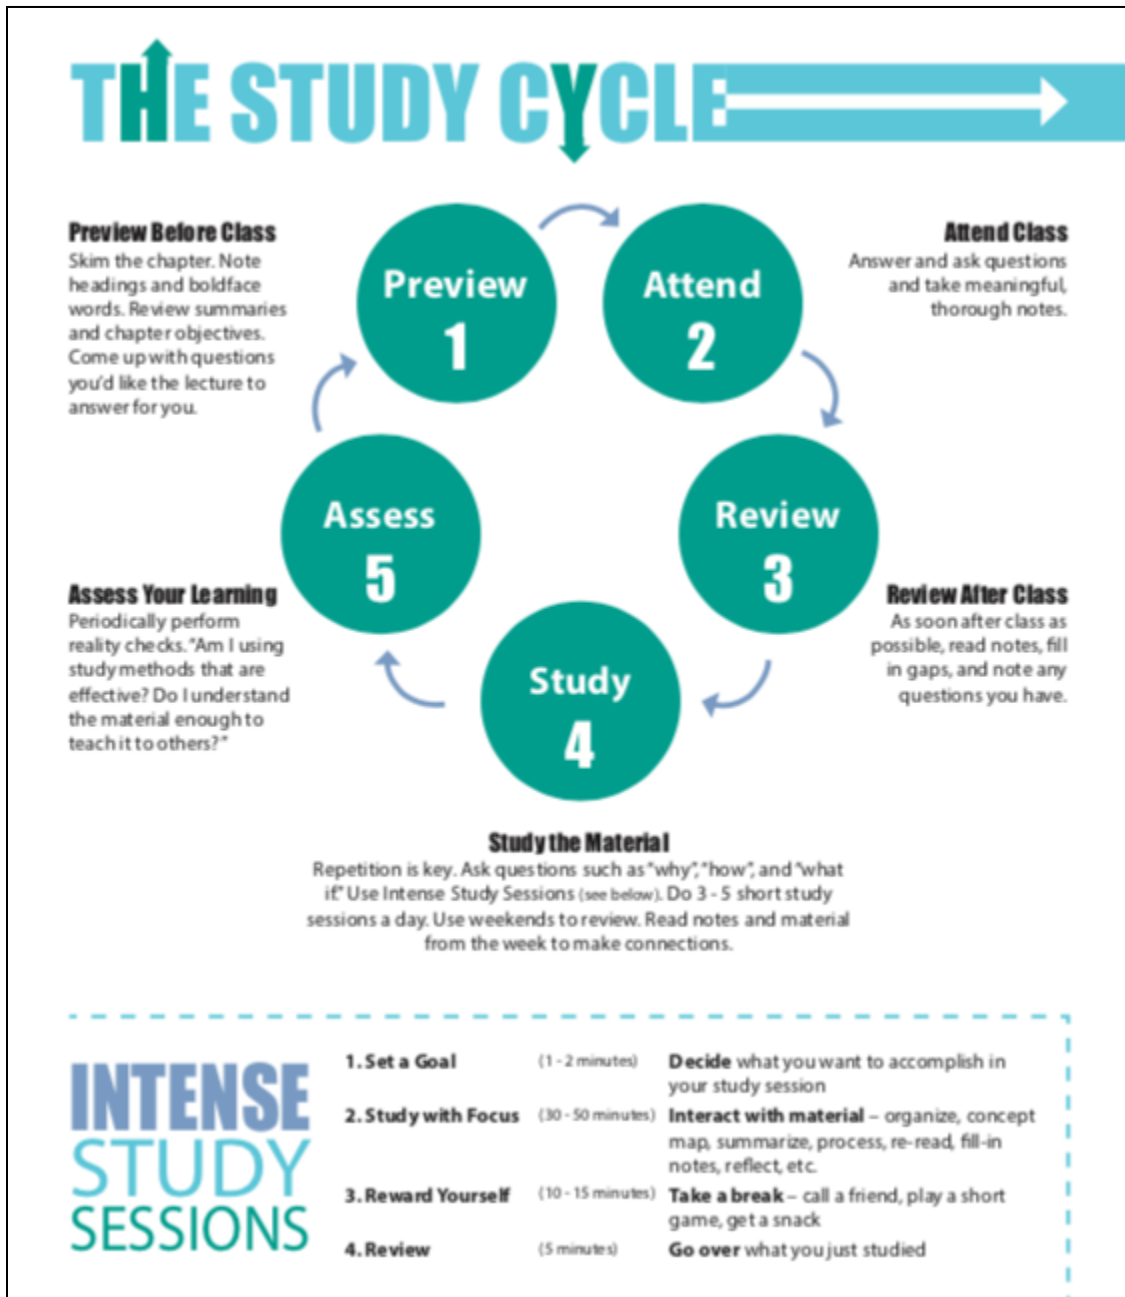 THE STUDY CYCLE
Preview Before Class
Skim the chapter. Note
headings and boldface
words. Review summaries
and chapter objectives.
Come up with questions
you'd like the lecture to
answer for you.
Preview
1
Attend
2
Attend Class
Answer and ask questions
and take meaningful,
thorough notes.
Review
3
Review After Class
As soon after class as
possible, read notes, fill
in gaps, and note any
questions you have.
Study
4
Study the Material
Repetition is key. Ask questions such as "why", "how", and "what
if." Use Intense Study Sessions (see below). Do 3 - 5 short study
sessions a day. Use weekends to review. Read notes and material
from the week to make connections.
Assess
5
Assess Your Learning
Periodically perform
reality checks. "Am I using
study methods that are
effective? Do I understand
the material enough to
teach it to others?"
INTENSE
STUDY
SESSIONS
1. Set a Goal (1 - 2 minutes) Decide what you want to accomplish in
your study session
2. Study with Focus (30 - 50 minutes) Interact with material – organize, concept
map, summarize, process, re-read, fill-in
notes, reflect, etc.
3. Reward Yourself (10 - 15 minutes) Take a break – call a friend, play a short
game, get a snack
4. Review (5 minutes) Go over what you just studied